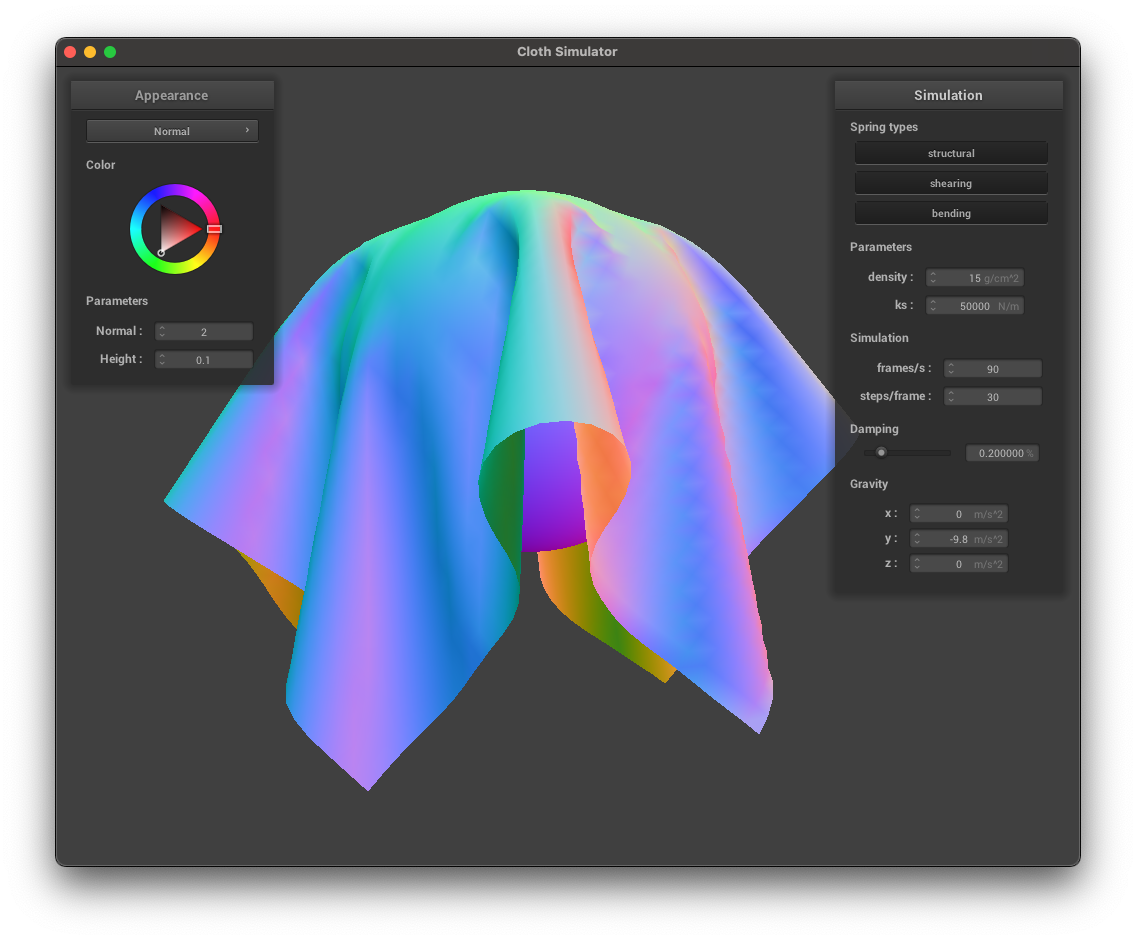 Cloth Simulator
Appearance
Normal ›
Color
Parameters
Normal : 2
Height : 0.1
Simulation
Spring types
structural
shearing
bending
Parameters
density : 15 g/cm^2
ks : 50000 N/m
Simulation
frames/s : 90
steps/frame : 30
Damping
0.200000 %
Gravity
x : 0 m/s^2
y : -9.8 m/s^2
z : 0 m/s^2